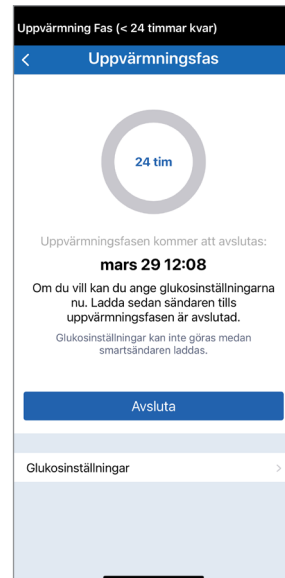 Uppvärmning Fas (< 24 timmar kvar)
Uppvärmningsfas
24 tim
Uppvärmningsfasen kommer att avslutas:
mars 29 12:08
Om du vill kan du ange glukosinställningarna
nu. Ladda sedan sändaren tills
uppvärmningsfasen är avslutad.
Glukosinställningar kan inte göras medan
smartsändaren laddas.
Avsluta
Glukosinställningar